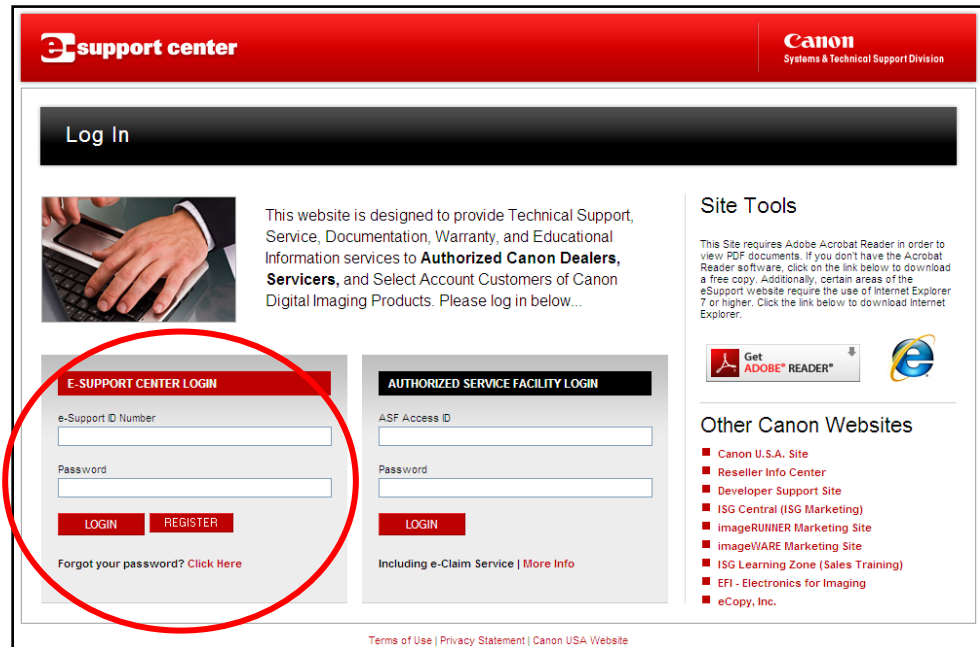 e-support center
Canon
Systems & Technical Support Division
Log In
This website is designed to provide Technical Support,
Service, Documentation, Warranty, and Educational
Information services to Authorized Canon Dealers,
Servicers, and Select Account Customers of Canon
Digital Imaging Products. Please log in below...
E-SUPPORT CENTER LOGIN
e-Support ID Number
Password
LOGIN
REGISTER
Forgot your password? Click Here
AUTHORIZED SERVICE FACILITY LOGIN
ASF Access ID
Password
LOGIN
Including e-Claim Service | More Info
Site Tools
This Site requires Adobe Acrobat Reader in order to
view PDF documents. If you don't have the Acrobat
Reader software, click on the link below to download
a free copy. Additionally, certain areas of the
eSupport website require the use of Internet Explorer
7 or higher. Click the link below to download Internet
Explorer.
Get
ADOBE® READER®
Other Canon Websites
Canon U.S.A. Site
Reseller Info Center
Developer Support Site
ISG Central (ISG Marketing)
imageRUNNER Marketing Site
imageWARE Marketing Site
ISG Learning Zone (Sales Training)
EFI - Electronics for Imaging
eCopy, Inc.
Terms of Use | Privacy Statement | Canon USA Website